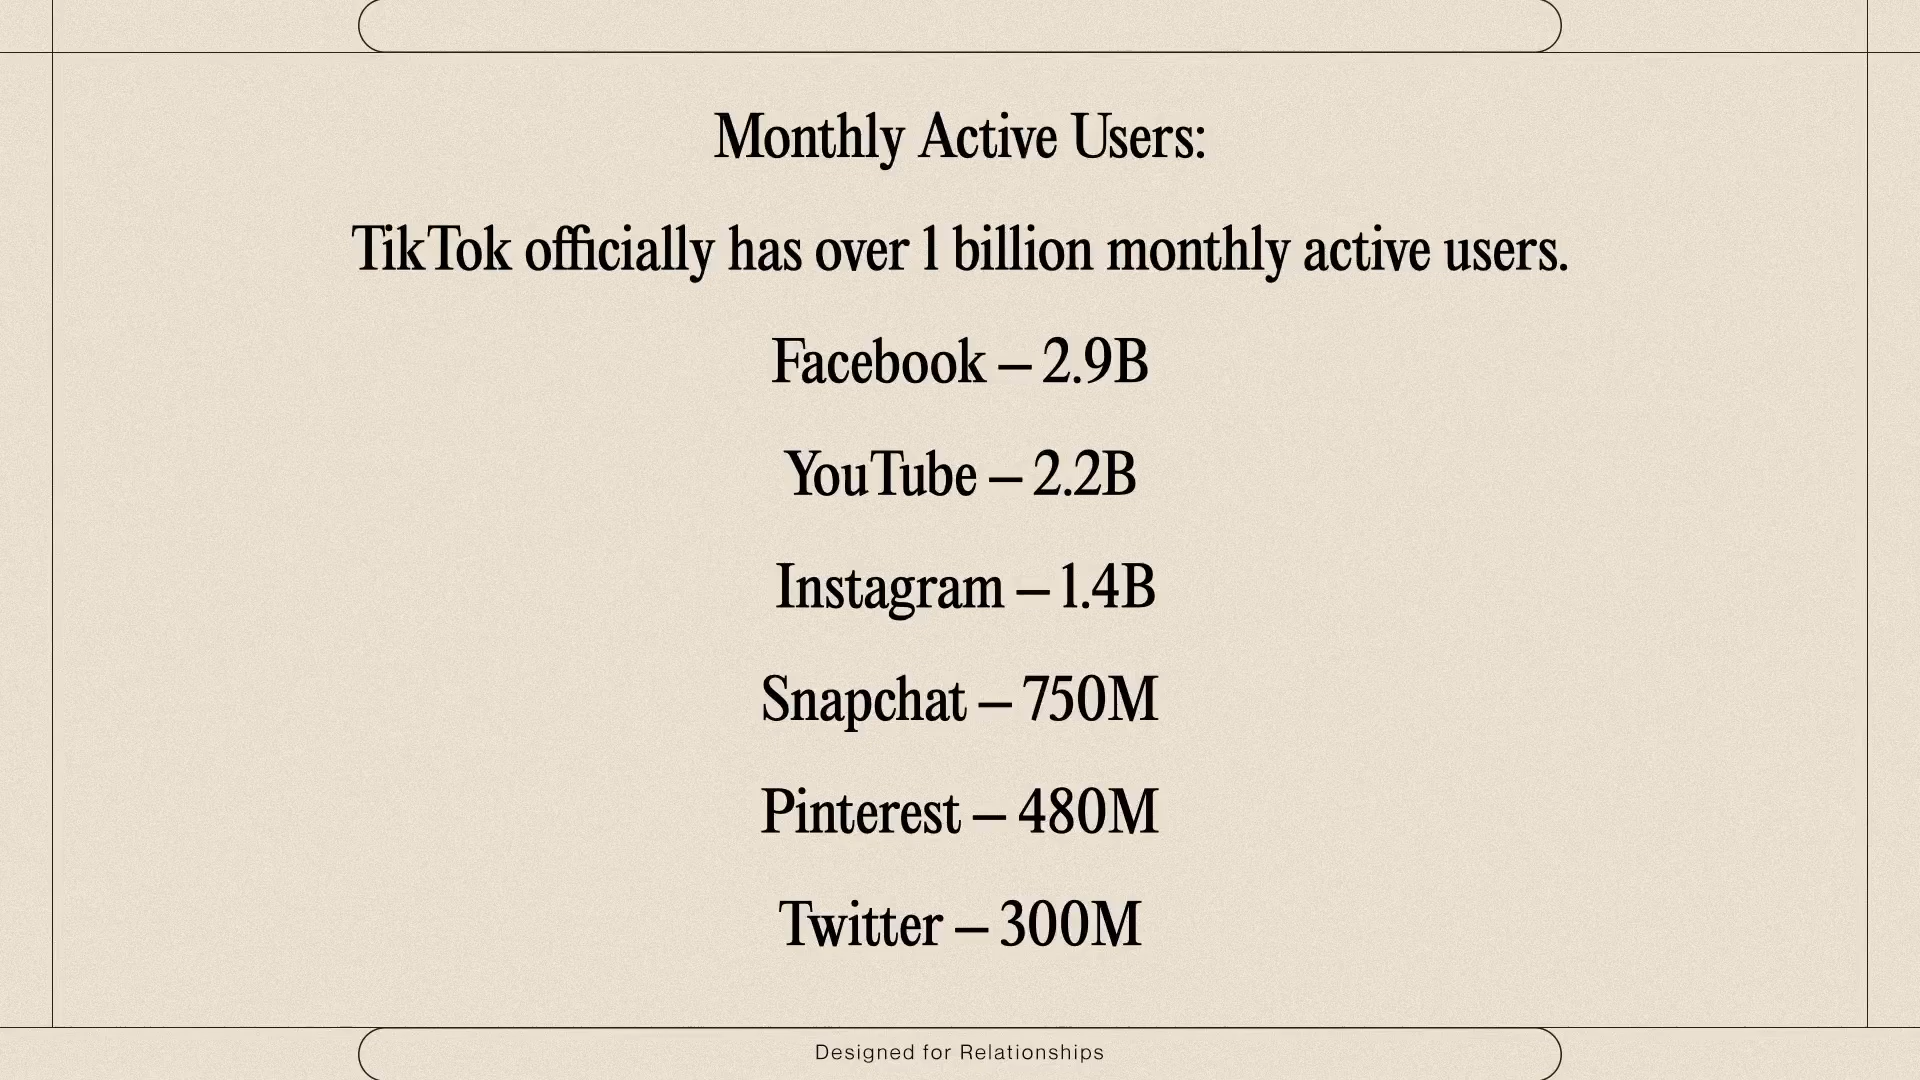 Monthly Active Users:
TikTok officially has over 1 billion monthly active users.
Facebook – 2.9B
YouTube – 2.2B
Instagram – 1.4B
Snapchat – 750M
Pinterest – 480M
Twitter – 300M
Designed for Relationships